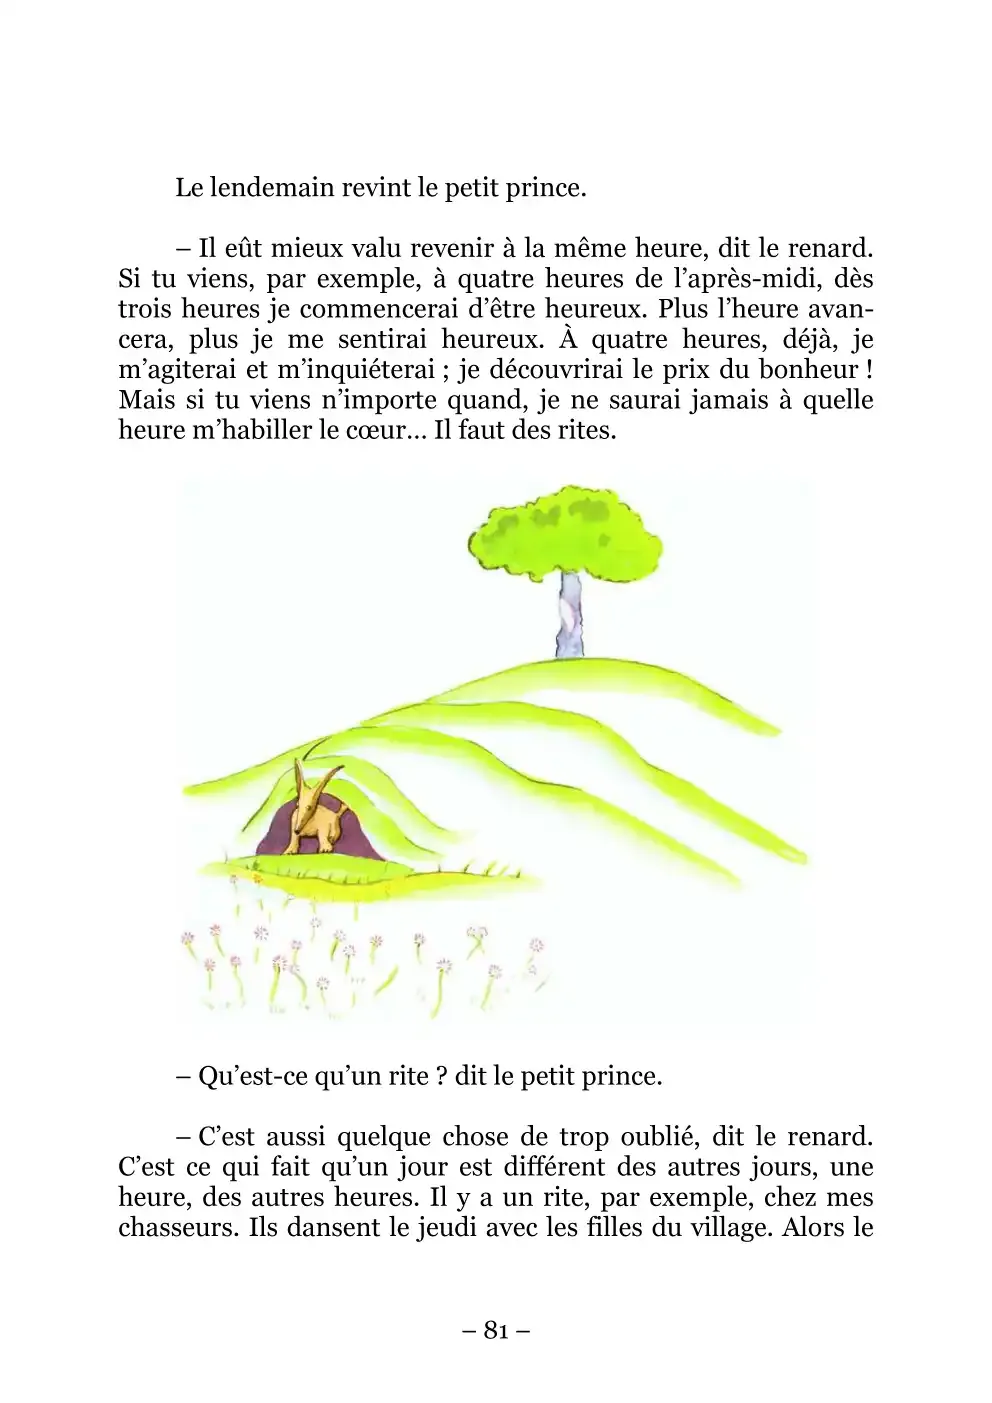 Le lendemain revint le petit prince.
– Il eût mieux valu revenir à la même heure, dit le renard.
Si tu viens, par exemple, à quatre heures de l’après-midi, dès
trois heures je commencerai d’être heureux. Plus l’heure avan-
cera, plus je me sentirai heureux. À quatre heures, déjà, je
m’agiterai et m’inquiéterai ; je découvrirai le prix du bonheur !
Mais si tu viens n’importe quand, je ne saurai jamais à quelle
heure m’habiller le cœur… Il faut des rites.
– Qu’est-ce qu’un rite ? dit le petit prince.
– C’est aussi quelque chose de trop oublié, dit le renard.
C’est ce qui fait qu’un jour est différent des autres jours, une
heure, des autres heures. Il y a un rite, par exemple, chez mes
chasseurs. Ils dansent le jeudi avec les filles du village. Alors le
– 81 –